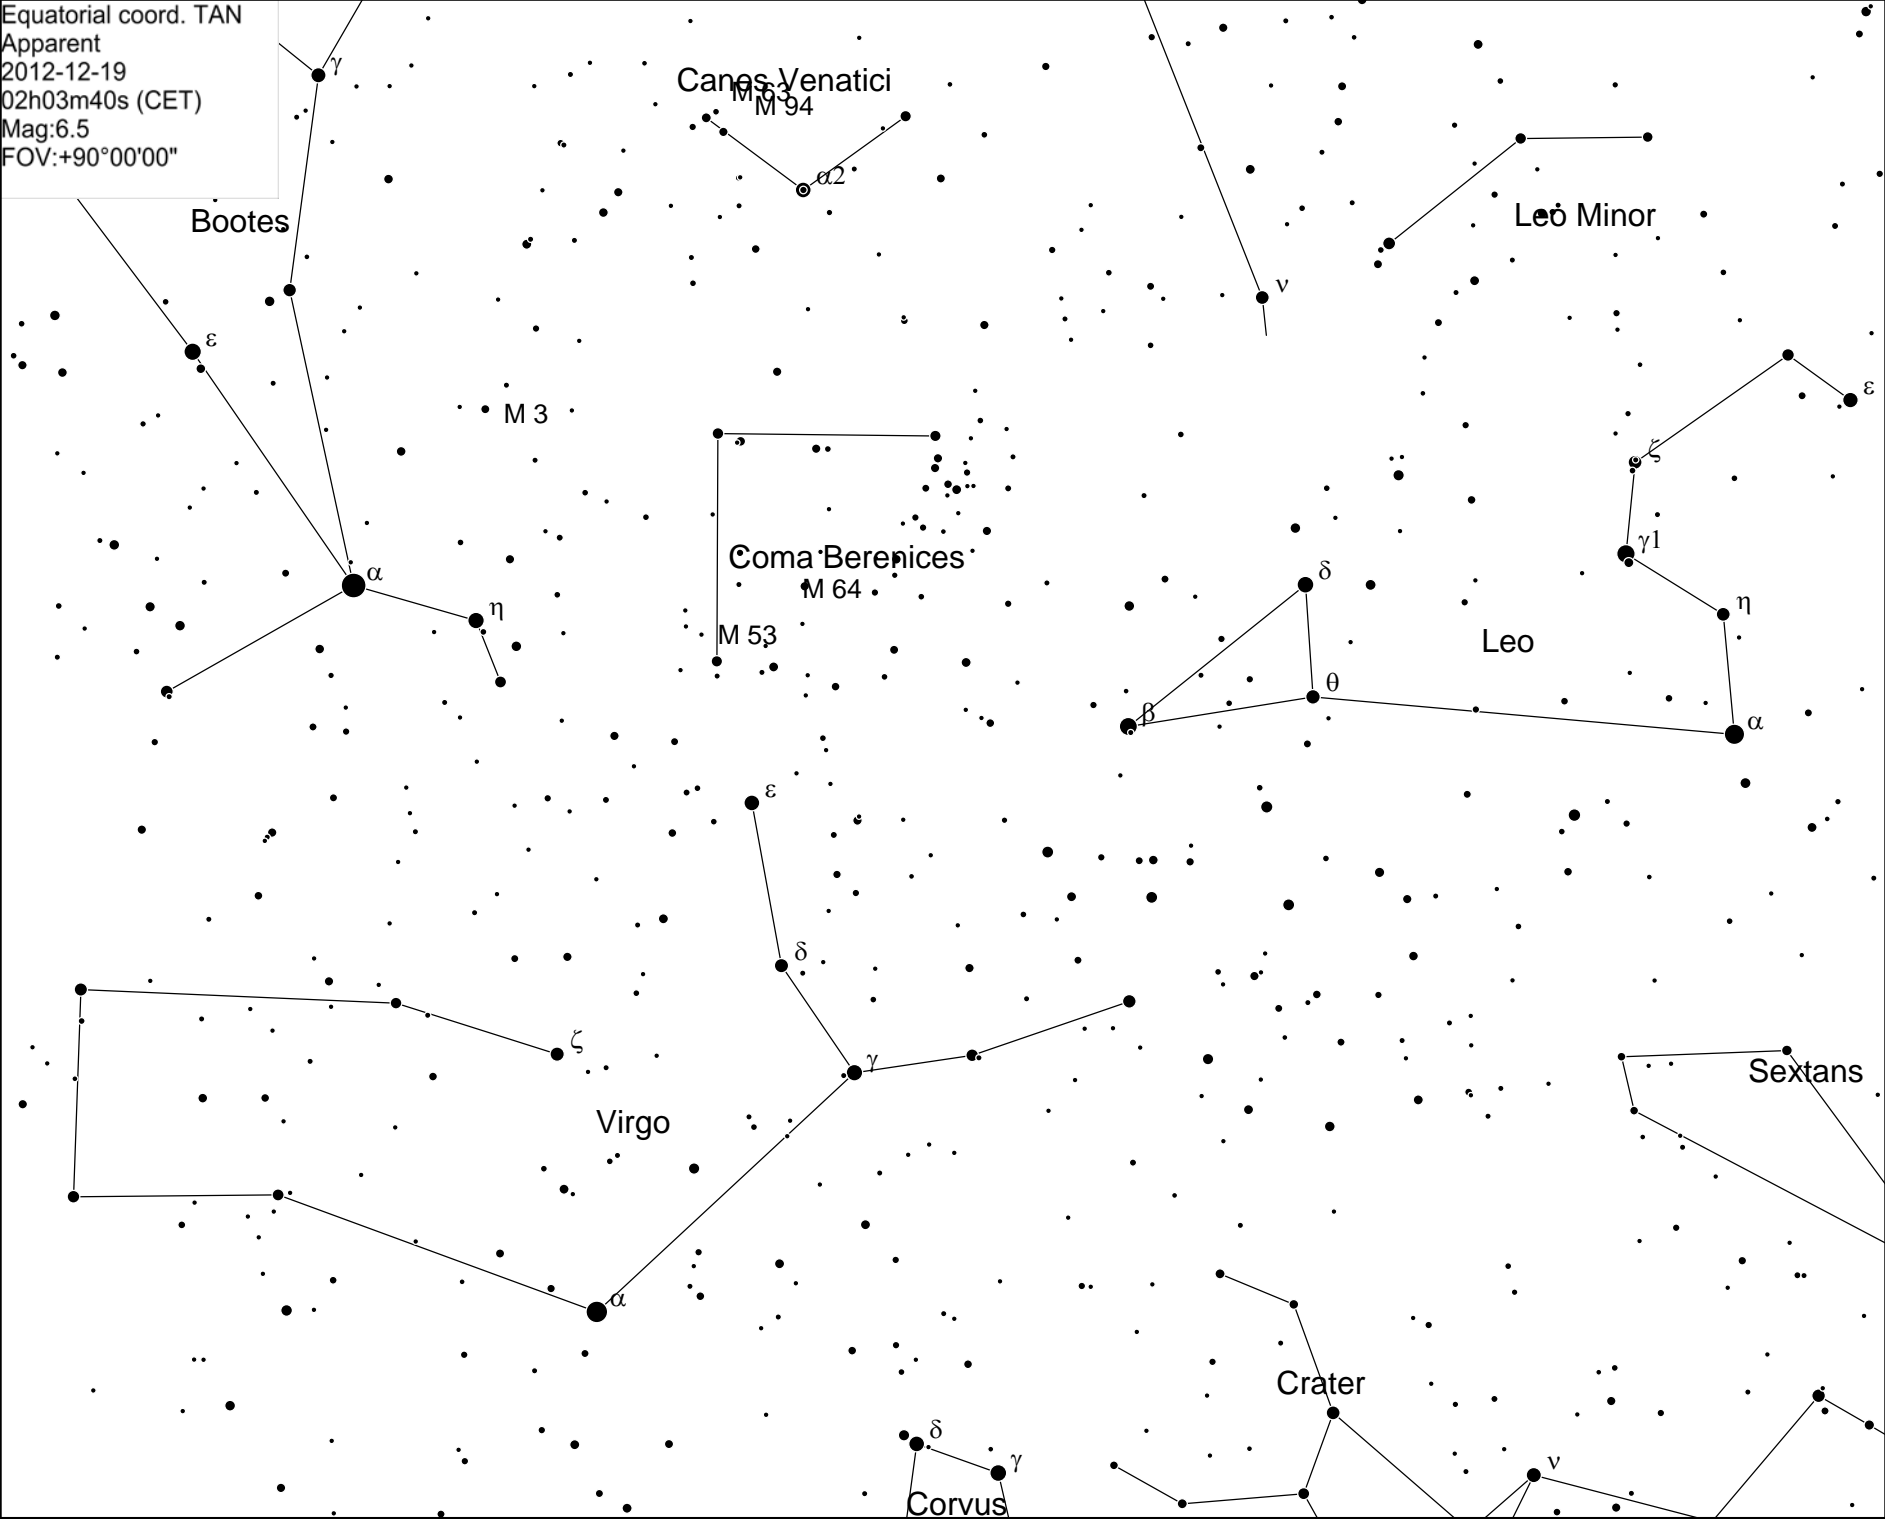 Equatorial coord. TAN
Apparent
2012-12-19
02h03m40s (CET)
Mag:6.5
FOV:+90°00'00"
γ
Canes Venatici
M 63
M 94
α2
Bootes
Leo Minor
ν
ε
ε
M 3
ζ
γ1
Coma Berenices
α
δ
M 64
η
η
M 53
Leo
θ
β
α
ε
δ
ζ
γ
Sextans
Virgo
α
Crater
δ
γ
ν
Corvus